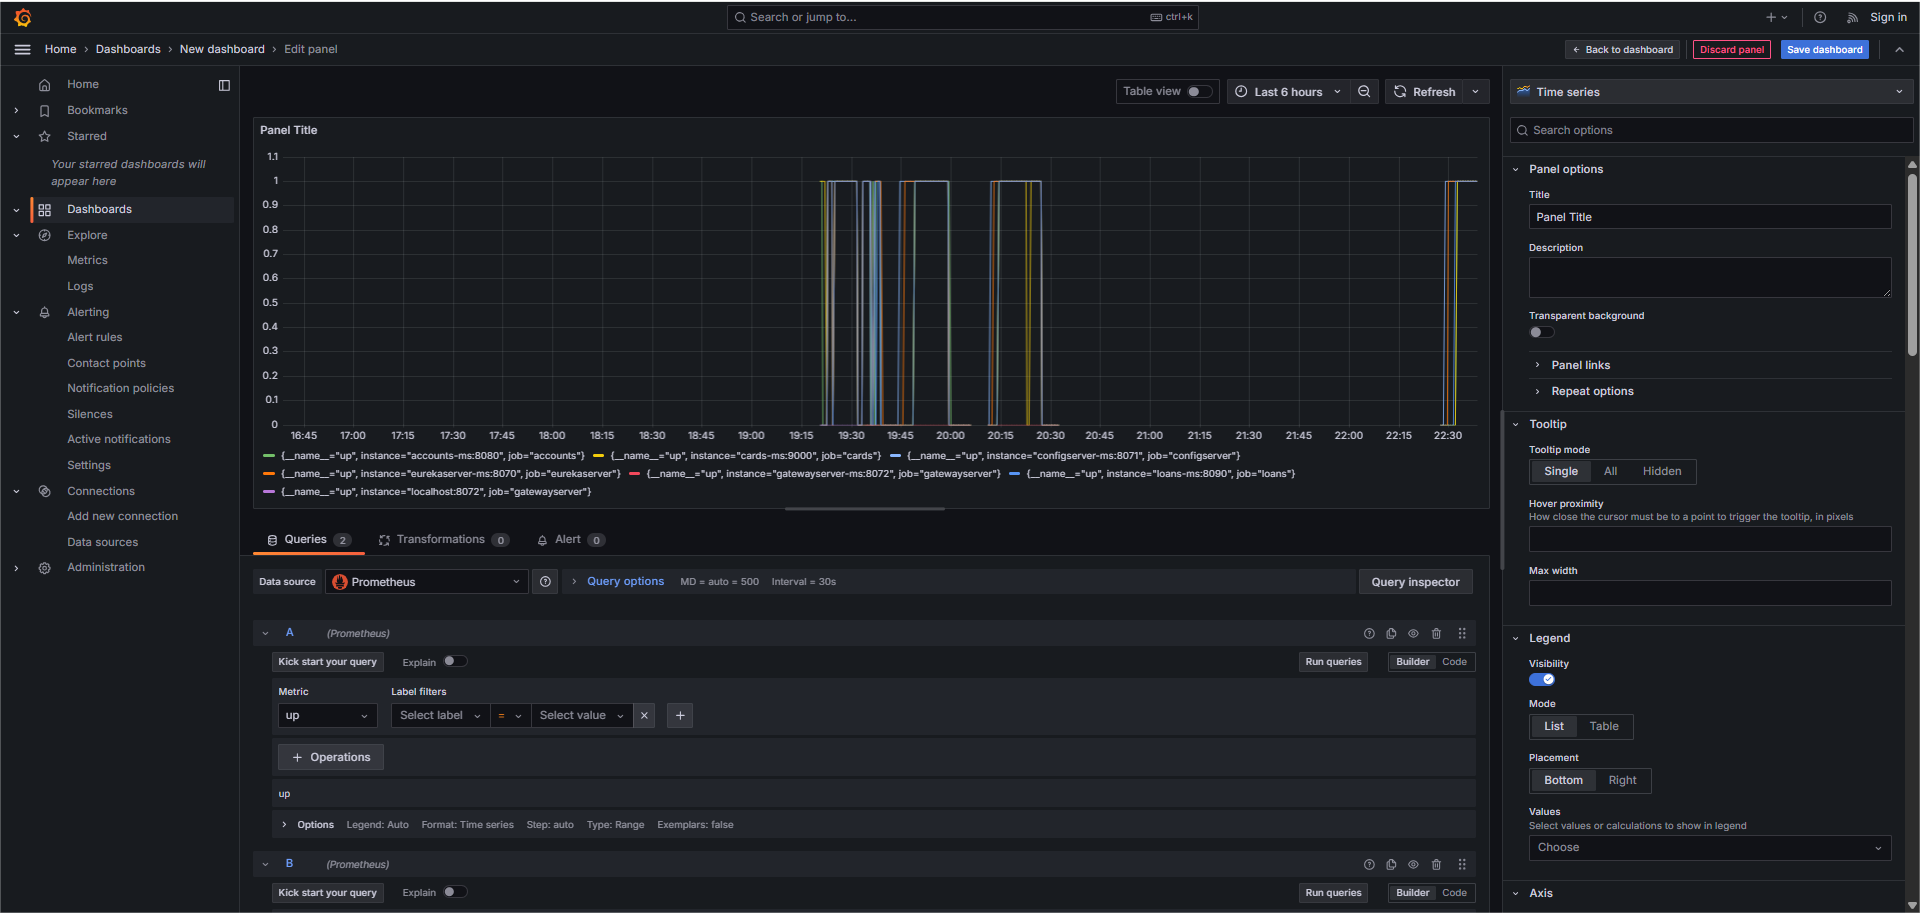 Search or jump to...
ctrl+k
Sign in
Home › Dashboards › New dashboard › Edit panel
Back to dashboard
Discard panel
Save dashboard
Home
Bookmarks
Starred
Your starred dashboards will
appear here
Dashboards
Explore
Metrics
Logs
Alerting
Alert rules
Contact points
Notification policies
Silences
Active notifications
Settings
Connections
Add new connection
Data sources
Administration
Table view
Last 6 hours
Refresh
Panel Title
1.1
1
0.9
0.8
0.7
0.6
0.5
0.4
0.3
0.2
0.1
0
16:45 17:00 17:15 17:30 17:45 18:00 18:15 18:30 18:45 19:00 19:15 19:30 19:45 20:00 20:15 20:30 20:45 21:00 21:15 21:30 21:45 22:00 22:15 22:30
{__name__="up", instance="accounts-ms:8080", job="accounts"} {__name__="up", instance="cards-ms:9000", job="cards"} {__name__="up", instance="configserver-ms:8071", job="configserver"}
{__name__="up", instance="eurekaserver-ms:8070", job="eurekaserver"} {__name__="up", instance="gatewayserver-ms:8072", job="gatewayserver"} {__name__="up", instance="loans-ms:8090", job="loans"}
{__name__="up", instance="localhost:8072", job="gatewayserver"}
Queries 2
Transformations 0
Alert 0
Data source
Prometheus
Query options
MD = auto = 500
Interval = 30s
Query inspector
A (Prometheus)
Kick start your query
Explain
Run queries
Builder Code
Metric
Label filters
up
Select label
=
Select value
Operations
up
Options Legend: Auto Format: Time series Step: auto Type: Range Exemplars: false
B (Prometheus)
Kick start your query
Explain
Run queries
Builder Code
Time series
Search options
Panel options
Title
Panel Title
Description
Transparent background
Panel links
Repeat options
Tooltip
Tooltip mode
Single All Hidden
Hover proximity
How close the cursor must be to a point to trigger the tooltip, in pixels
Max width
Legend
Visibility
Mode
List Table
Placement
Bottom Right
Values
Select values or calculations to show in legend
Choose
Axis